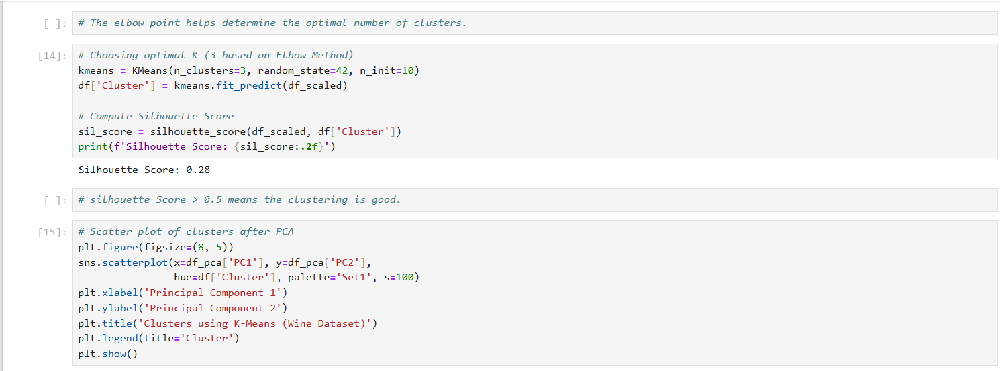 [ ]: # The elbow point helps determine the optimal number of clusters.
[14]: # Choosing optimal K (3 based on Elbow Method)
kmeans = KMeans(n_clusters=3, random_state=42, n_init=10)
df['Cluster'] = kmeans.fit_predict(df_scaled)
# Compute Silhouette Score
sil_score = silhouette_score(df_scaled, df['Cluster'])
print(f'Silhouette Score: {sil_score:.2f}')
Silhouette Score: 0.28
[ ]: # silhouette Score > 0.5 means the clustering is good.
[15]: # Scatter plot of clusters after PCA
plt.figure(figsize=(8, 5))
sns.scatterplot(x=df_pca['PC1'], y=df_pca['PC2'],
hue=df['Cluster'], palette='Set1', s=100)
plt.xlabel('Principal Component 1')
plt.ylabel('Principal Component 2')
plt.title('Clusters using K-Means (Wine Dataset)')
plt.legend(title='Cluster')
plt.show()